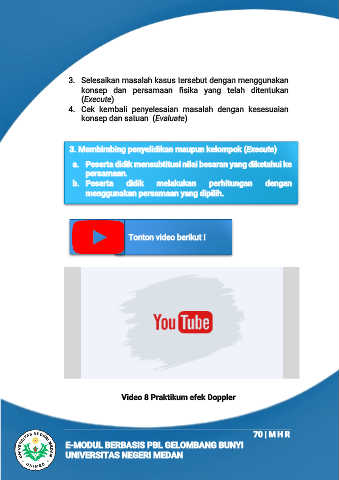 3. Selesaikan masalah kasus tersebut dengan menggunakan
konsep dan persamaan fisika yang telah ditentukan
(Execute)
4. Cek kembali penyelesaian masalah dengan kesesuaian
konsep dan satuan (Evaluate)
3. Membimbing penyelidikan maupun kelompok (Execute)
a. Peserta didik mensubtitusi nilai besaran yang diketahui ke
persamaan.
b. Peserta didik melakukan perhitungan dengan
menggunakan persamaan yang dipilih.
Tonton video berikut !
YouTube
Video 8 Praktikum efek Doppler
70 | M H R
UNIVERSITAS NEGERI MEDAN
UNIMED
E-MODUL BERBASIS PBL GELOMBANG BUNYI
UNIVERSITAS NEGERI MEDAN